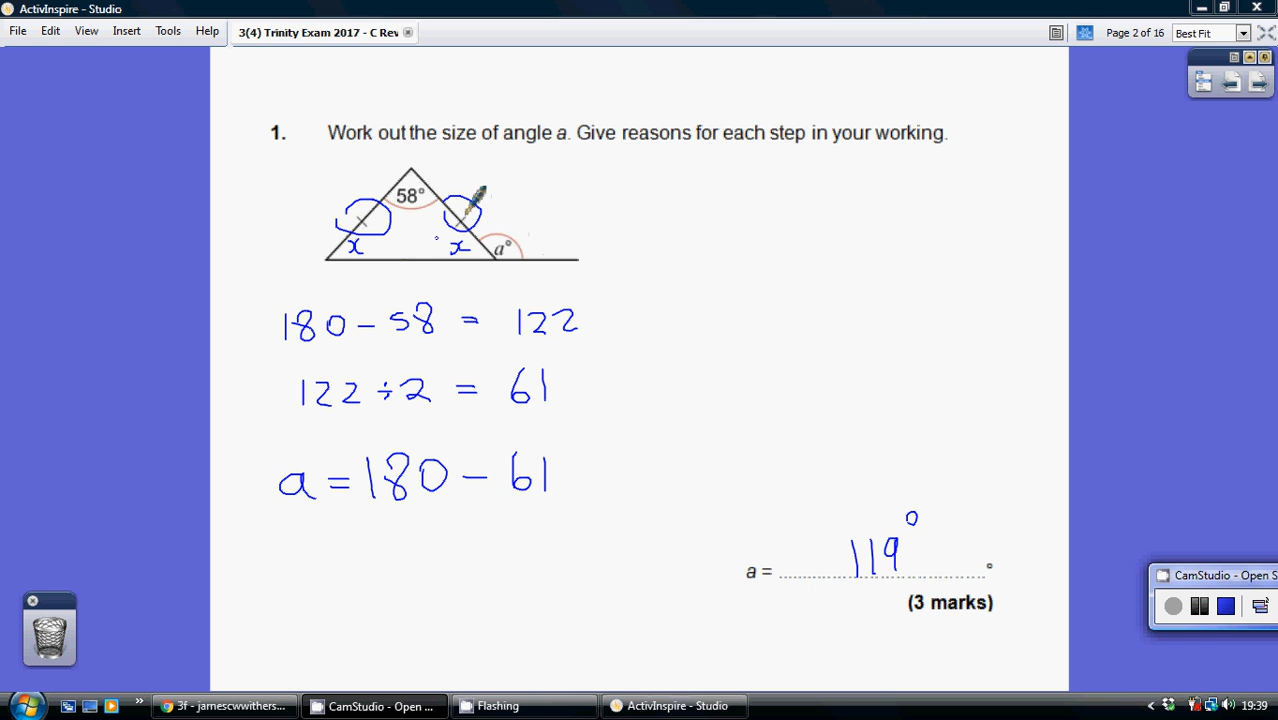 ActivInspire - Studio
File Edit View Insert Tools Help
3(4) Trinity Exam 2017 - C Rev
Page 2 of 16
Best Fit
1. Work out the size of angle a. Give reasons for each step in your working.
58°
x x a°
180 - 58 = 122
122 ÷ 2 = 61
a = 180 - 61
a = 119° °
(3 marks)
CamStudio - Open S
3f - jamescwwithers...
CamStudio - Open ...
Flashing
ActivInspire - Studio
19:39